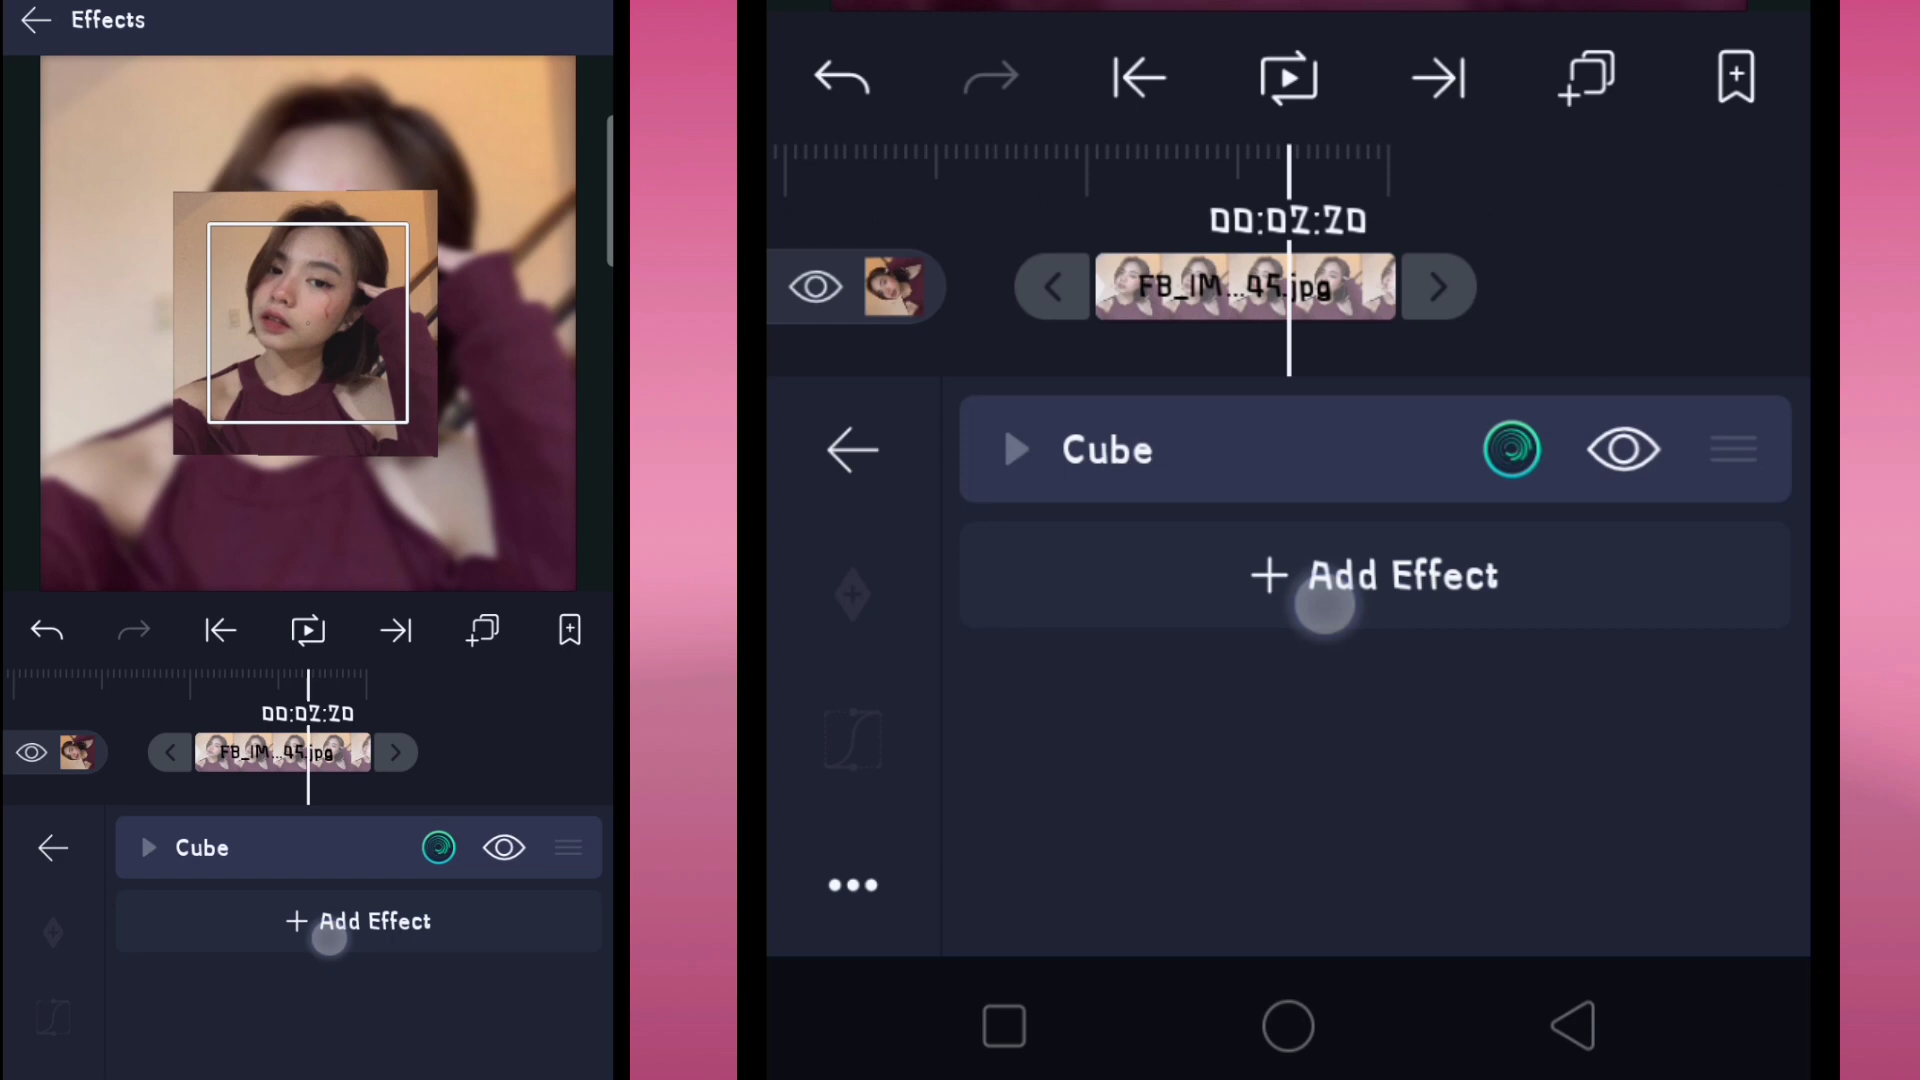 Effects
00:02:20
FB_IM...45.jpg
Cube
+ Add Effect
00:02:20
FB_IM...45.jpg
Cube
+ Add Effect